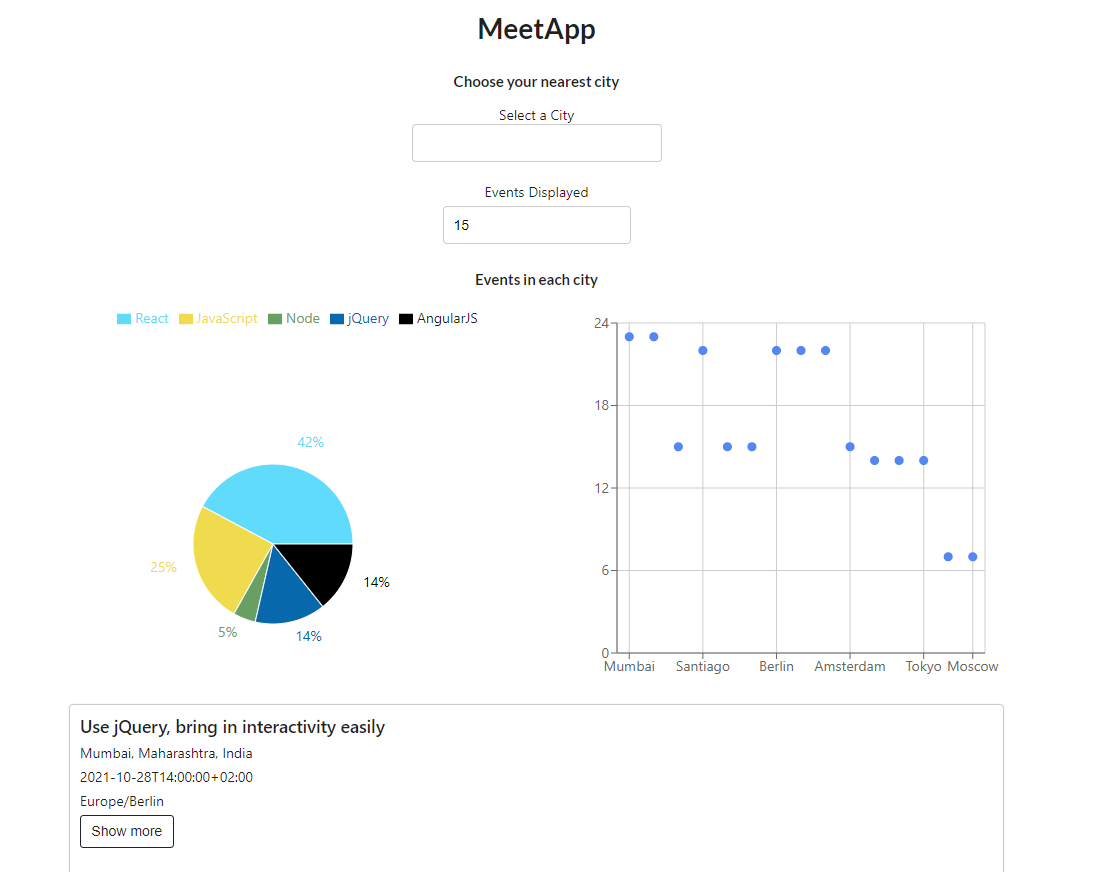 MeetApp
Choose your nearest city
Select a City
Events Displayed
15
Events in each city
React JavaScript Node jQuery AngularJS
42%
25%
14%
5%
14%
24
18
12
6
0
Mumbai Santiago Berlin Amsterdam Tokyo Moscow
Use jQuery, bring in interactivity easily
Mumbai, Maharashtra, India
2021-10-28T14:00:00+02:00
Europe/Berlin
Show more